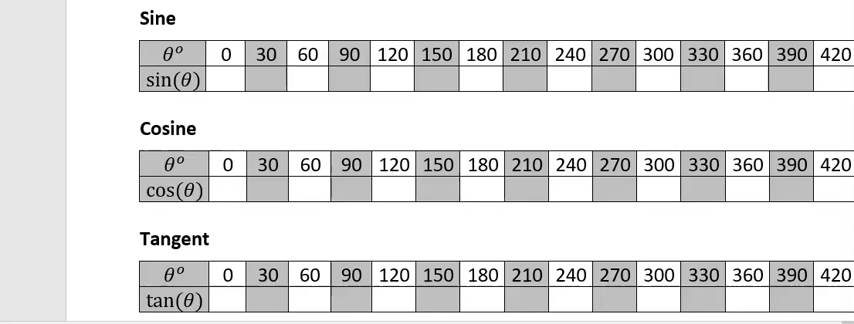 Sine
θ° 0 30 60 90 120 150 180 210 240 270 300 330 360 390 420
sin(θ)
Cosine
θ° 0 30 60 90 120 150 180 210 240 270 300 330 360 390 420
cos(θ)
Tangent
θ° 0 30 60 90 120 150 180 210 240 270 300 330 360 390 420
tan(θ)